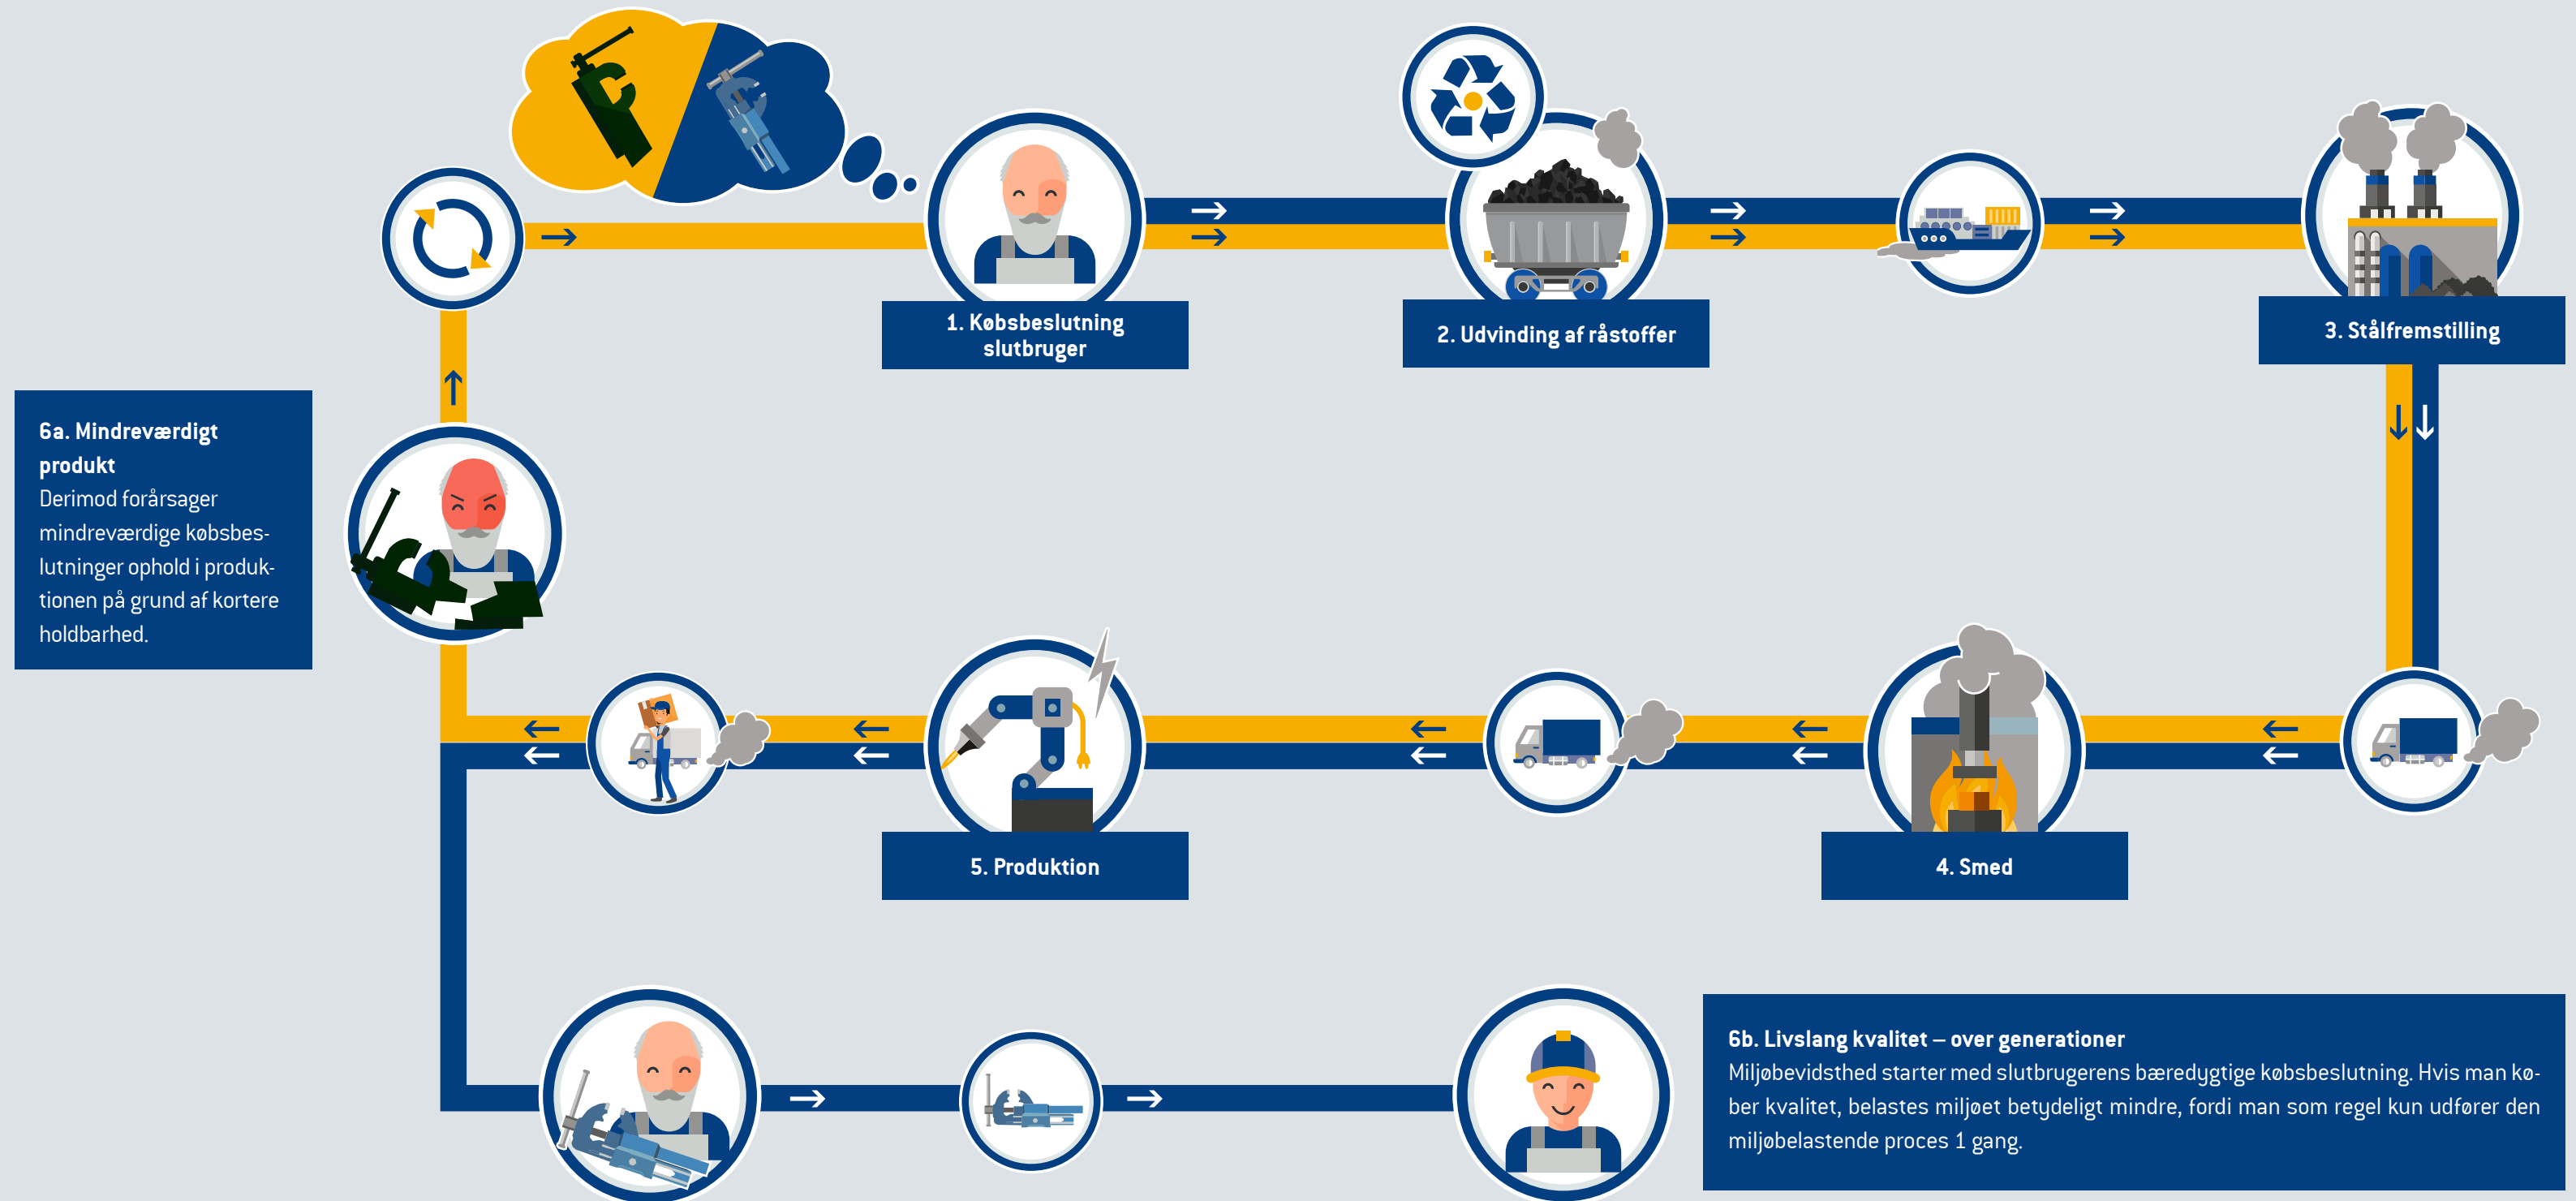 1. Købsbeslutning
slutbruger
2. Udvinding af råstoffer
3. Stålfremstilling
6a. Mindreværdigt
produkt
Derimod forårsager
mindreværdige købsbes-
lutninger ophold i produk-
tionen på grund af kortere
holdbarhed.
5. Produktion
4. Smed
6b. Livslang kvalitet – over generationer
Miljøbevidsthed starter med slutbrugerens bæredygtige købsbeslutning. Hvis man kø-
ber kvalitet, belastes miljøet betydeligt mindre, fordi man som regel kun udfører den
miljøbelastende proces 1 gang.